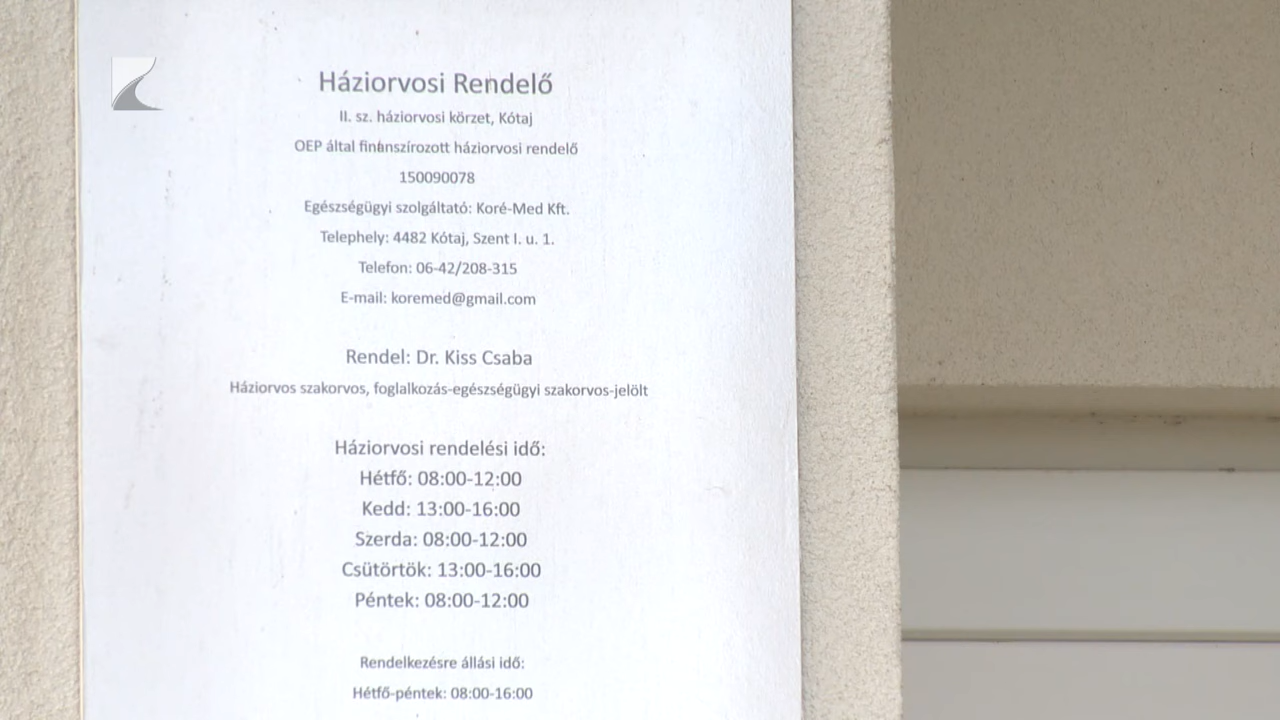 Háziorvosi Rendelő
II. sz. háziorvosi körzet, Kótaj
OEP által finanszírozott háziorvosi rendelő
150090078
Egészségügyi szolgáltató: Koré-Med Kft.
Telephely: 4482 Kótaj, Szent I. u. 1.
Telefon: 06-42/208-315
E-mail: koremed@gmail.com
Rendel: Dr. Kiss Csaba
Háziorvos szakorvos, foglalkozás-egészségügyi szakorvos-jelölt
Háziorvosi rendelési idő:
Hétfő: 08:00-12:00
Kedd: 13:00-16:00
Szerda: 08:00-12:00
Csütörtök: 13:00-16:00
Péntek: 08:00-12:00
Rendelkezésre állási idő:
Hétfő-péntek: 08:00-16:00